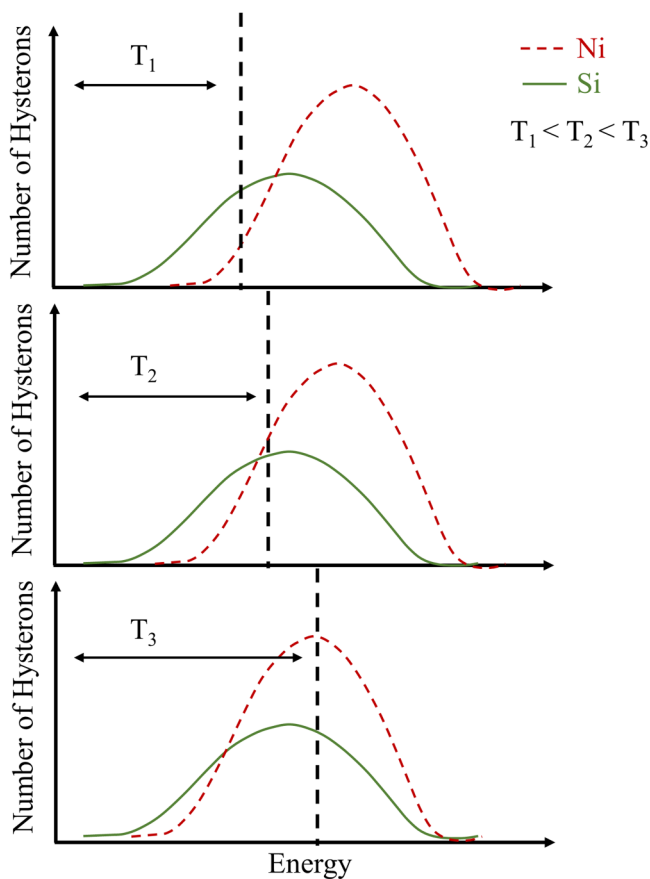 Number of Hysterons
T₁
Ni
Si
T₁ < T₂ < T₃
Number of Hysterons
T₂
Number of Hysterons
T₃
Energy